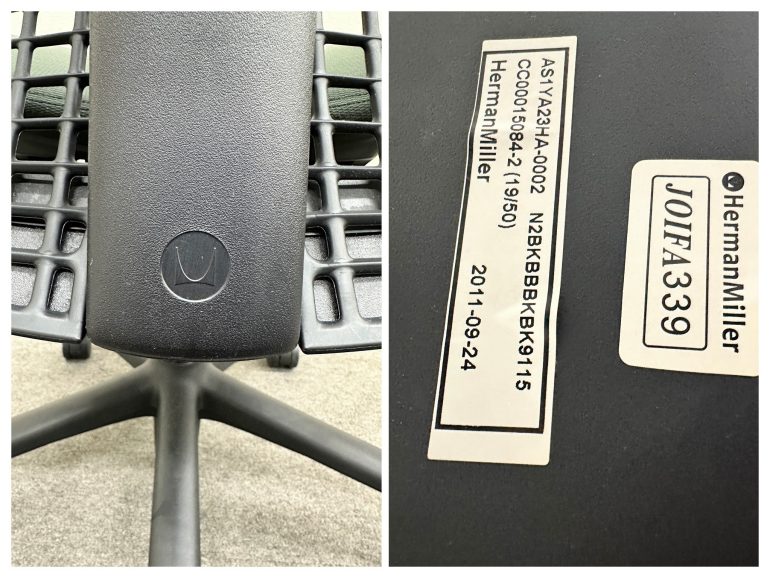 AS1YA23HA-0002 N2BKBBBKBK9115
CC00015084-2 (19/50)
HermanMiller 2011-09-24
HermanMiller
JOIFA339